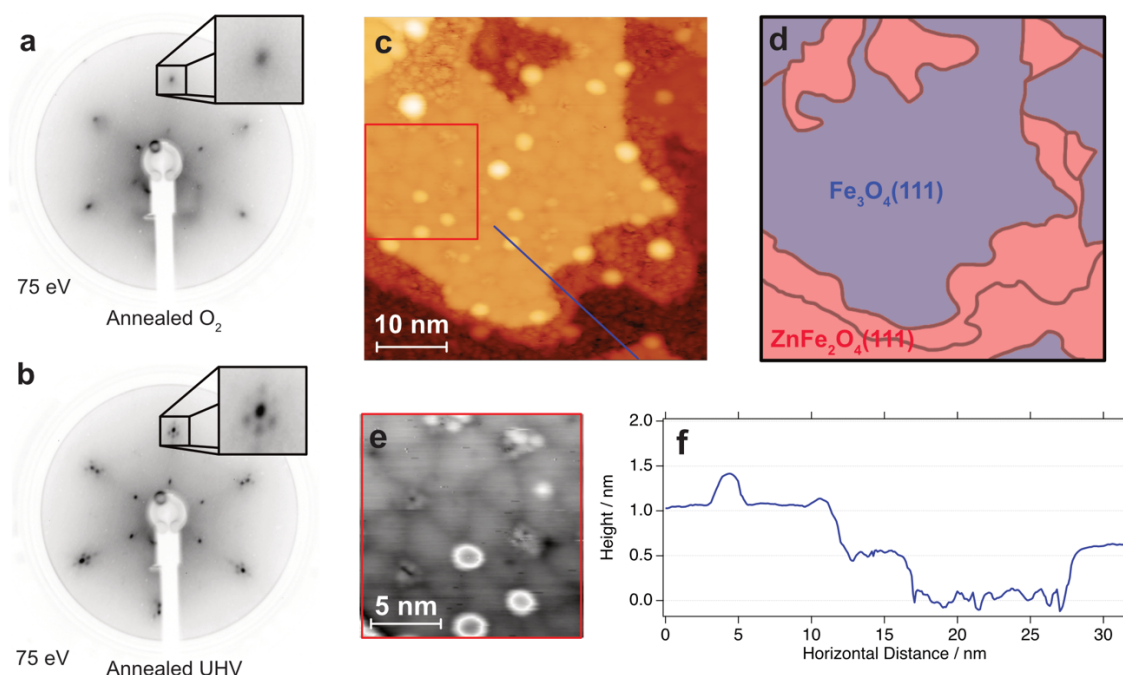 a
75 eV
Annealed O₂
b
75 eV
Annealed UHV
c
10 nm
d
Fe₃O₄(111)
ZnFe₂O₄(111)
e
5 nm
f
2.0
1.5
1.0
0.5
0.0
Height / nm
0 5 10 15 20 25 30
Horizontal Distance / nm